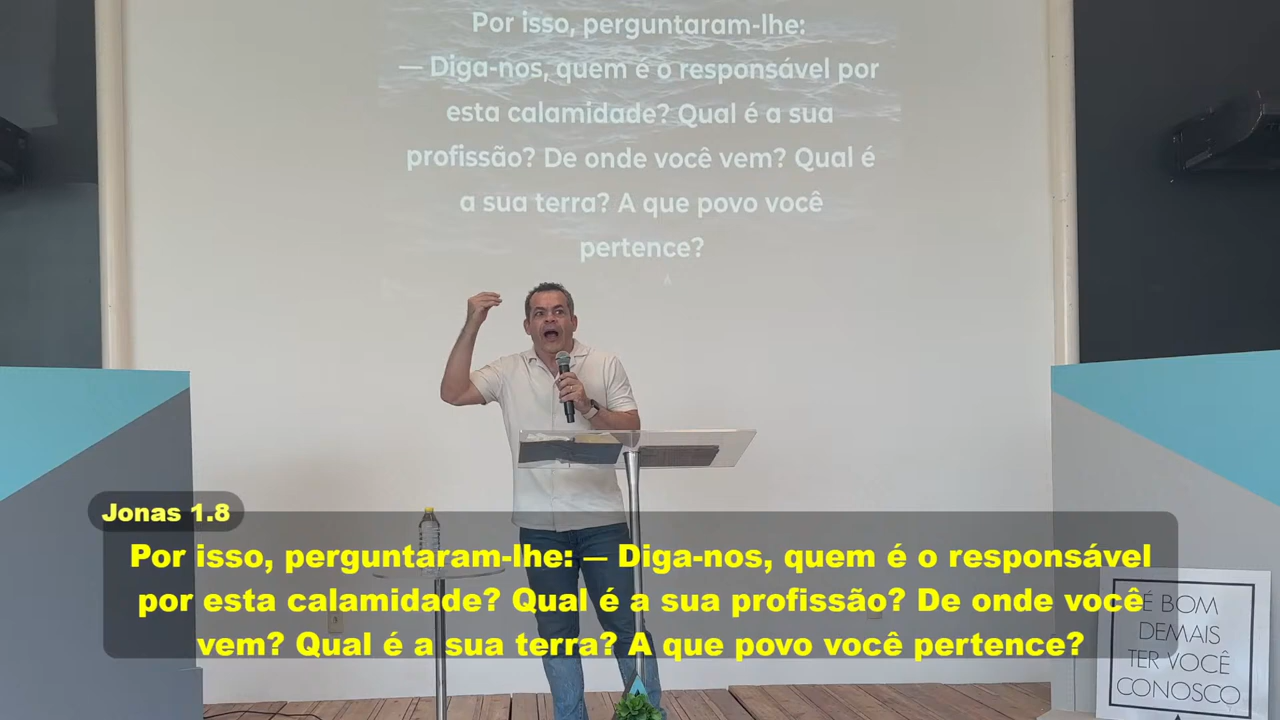 Por isso, perguntaram-lhe:
— Diga-nos, quem é o responsável por
esta calamidade? Qual é a sua
profissão? De onde você vem? Qual é
a sua terra? A que povo você
pertence?
Jonas 1.8
Por isso, perguntaram-lhe: — Diga-nos, quem é o responsável
por esta calamidade? Qual é a sua profissão? De onde você
vem? Qual é a sua terra? A que povo você pertence?
É BOM
DEMAIS
TER VOCÊ
CONOSCO